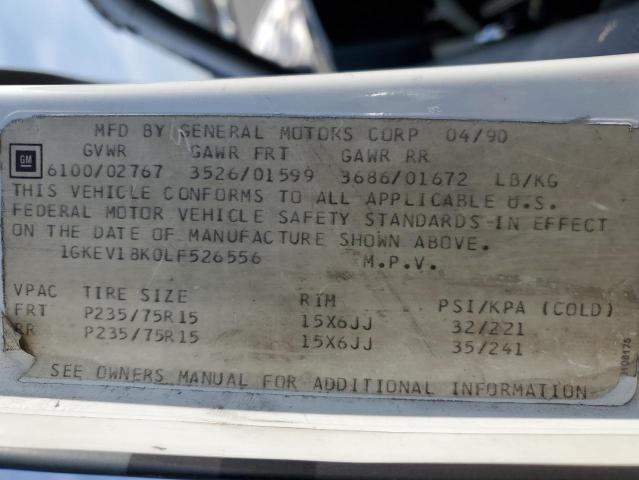 MFD BY GENERAL MOTORS CORP 04/90
GM
GVWR GAWR FRT GAWR RR
6100/02767 3526/01599 3686/01672 LB/KG
THIS VEHICLE CONFORMS TO ALL APPLICABLE U.S.
FEDERAL MOTOR VEHICLE SAFETY STANDARDS IN EFFECT
ON THE DATE OF MANUFACTURE SHOWN ABOVE.
1GKEV18K0LF526556 M.P.V.
VPAC TIRE SIZE RIM PSI/KPA (COLD)
FRT P235/75R15 15X6JJ 32/221
RR P235/75R15 15X6JJ 35/241
SEE OWNERS MANUAL FOR ADDITIONAL INFORMATION